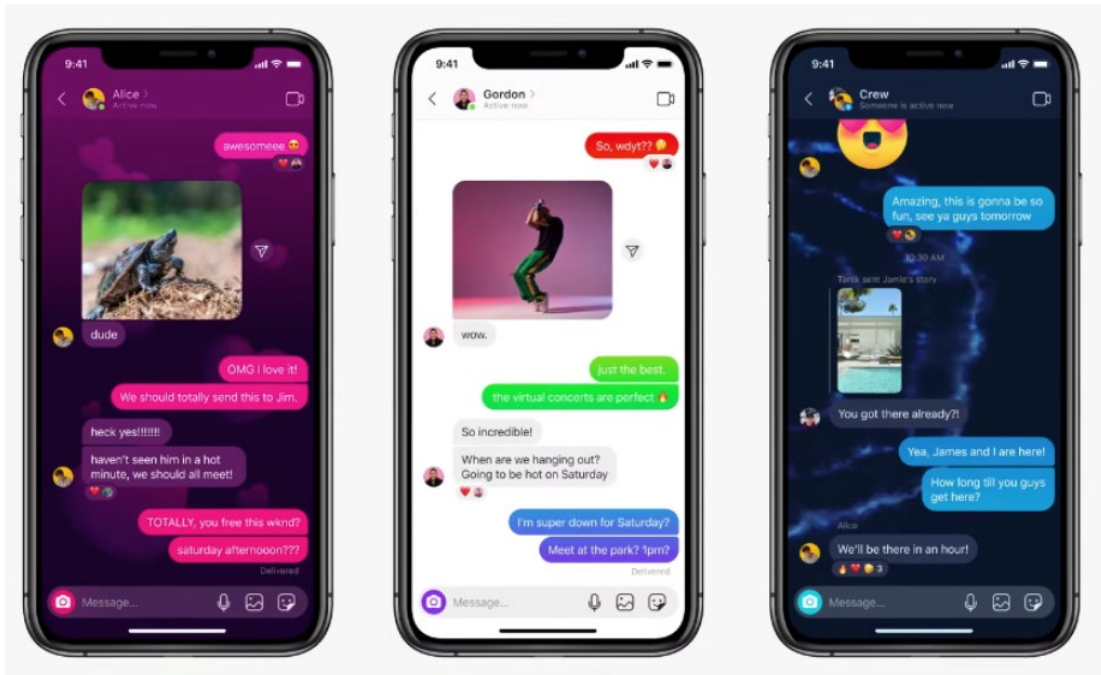 9:41
Alice >
Active now
awesomeee
dude
OMG I love it!
We should totally send this to Jim.
heck yes!!!!!!!
haven't seen him in a hot
minute, we should all meet!
TOTALLY, you free this wknd?
saturday afternooon???
Delivered
Message...
9:41
Gordon >
Active now
So, wdyt??
wow.
just the best.
the virtual concerts are perfect 🔥
So incredible!
When are we hanging out?
Going to be hot on Saturday
I'm super down for Saturday?
Meet at the park? 1pm?
Delivered
Message...
9:41
Crew
Someone is active now
Amazing, this is gonna be so
fun, see ya guys tomorrow
10:30 AM
Tarek sent Jamie's story
You got there already?!
Yea, James and I are here!
How long till you guys
get here?
Alice
We'll be there in an hour!
3
Message...